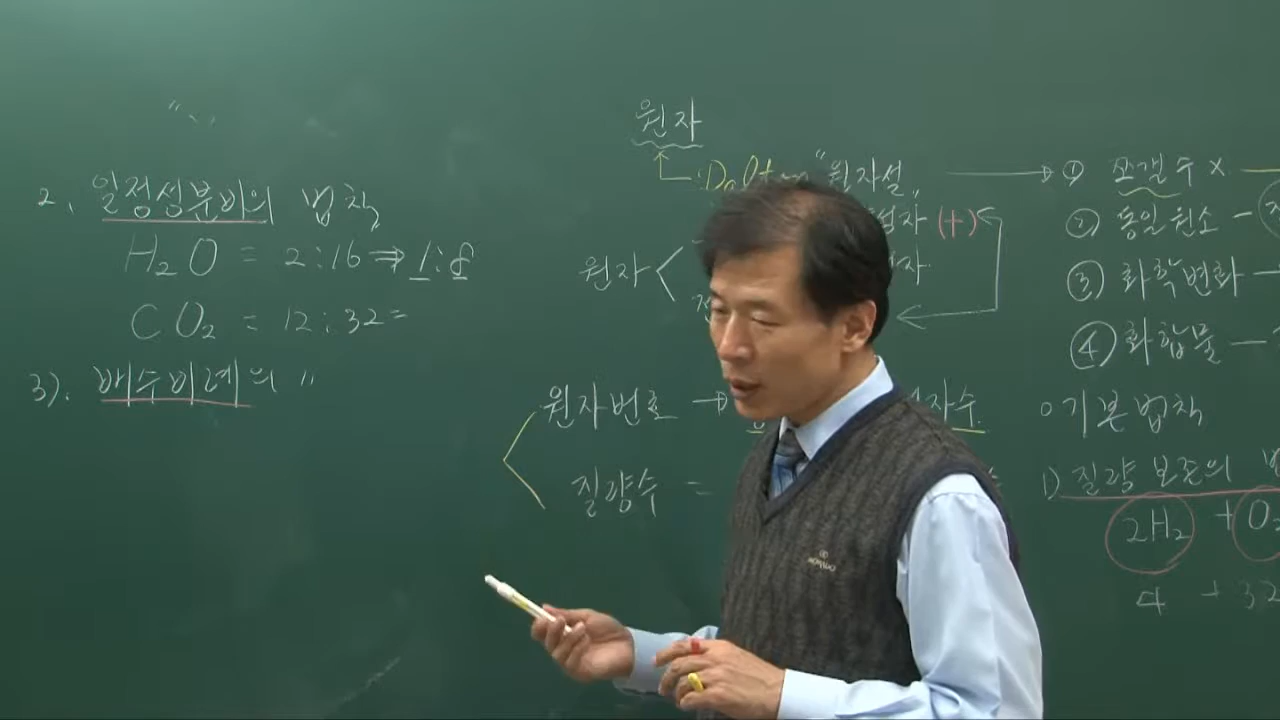 2. 일정성분비의 법칙
H₂O = 2:16 ⇒ 1:8
CO₂ = 12:32 =
3). 배수비례의 〃
원자
Dalton "원자설"
원자 (+)
원자번호 →
질량수 =
① 쪼갤 수 ×
② 동일원소 -
③ 화학변화 -
④ 화합물 -
○ 기본법칙
1) 질량보존의
2H₂ + O₂
4 + 32